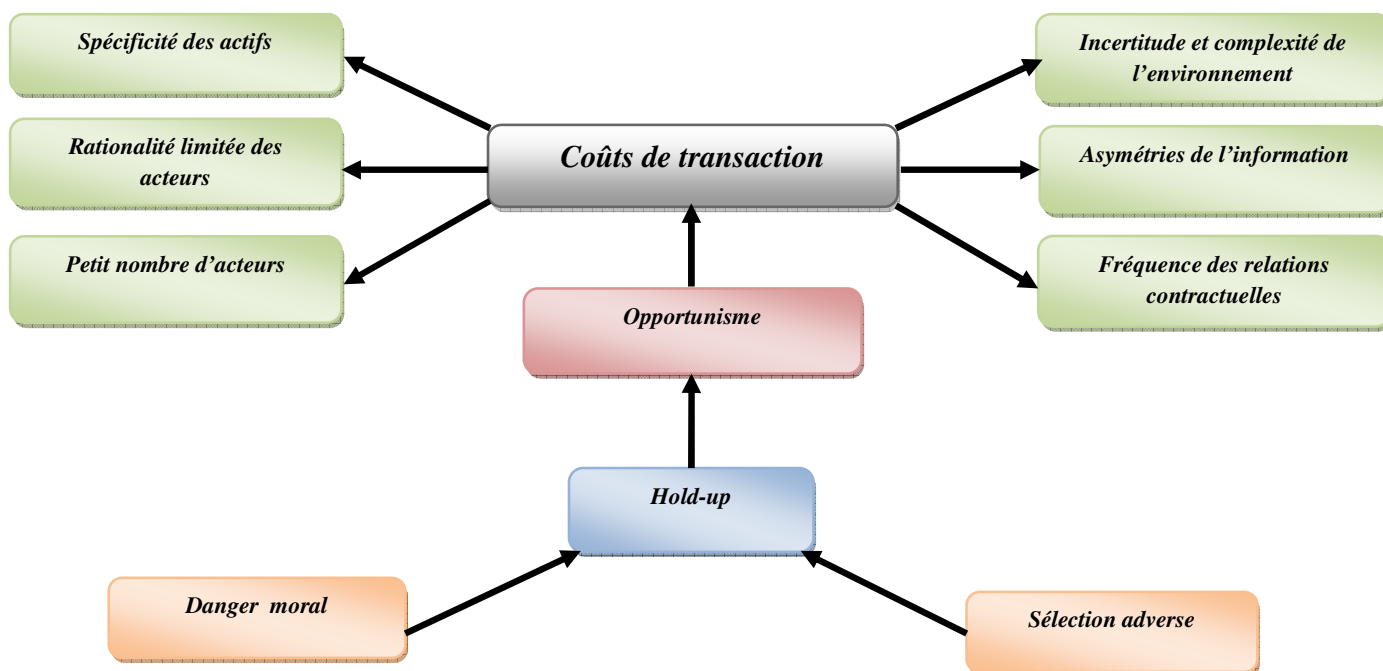 Spécificité des actifs
Incertitude et complexité de
l’environnement
Coûts de transaction
Rationalité limitée des
acteurs
Asymétries de l’information
Petit nombre d’acteurs
Fréquence des relations
contractuelles
Opportunisme
Hold-up
Danger moral
Sélection adverse